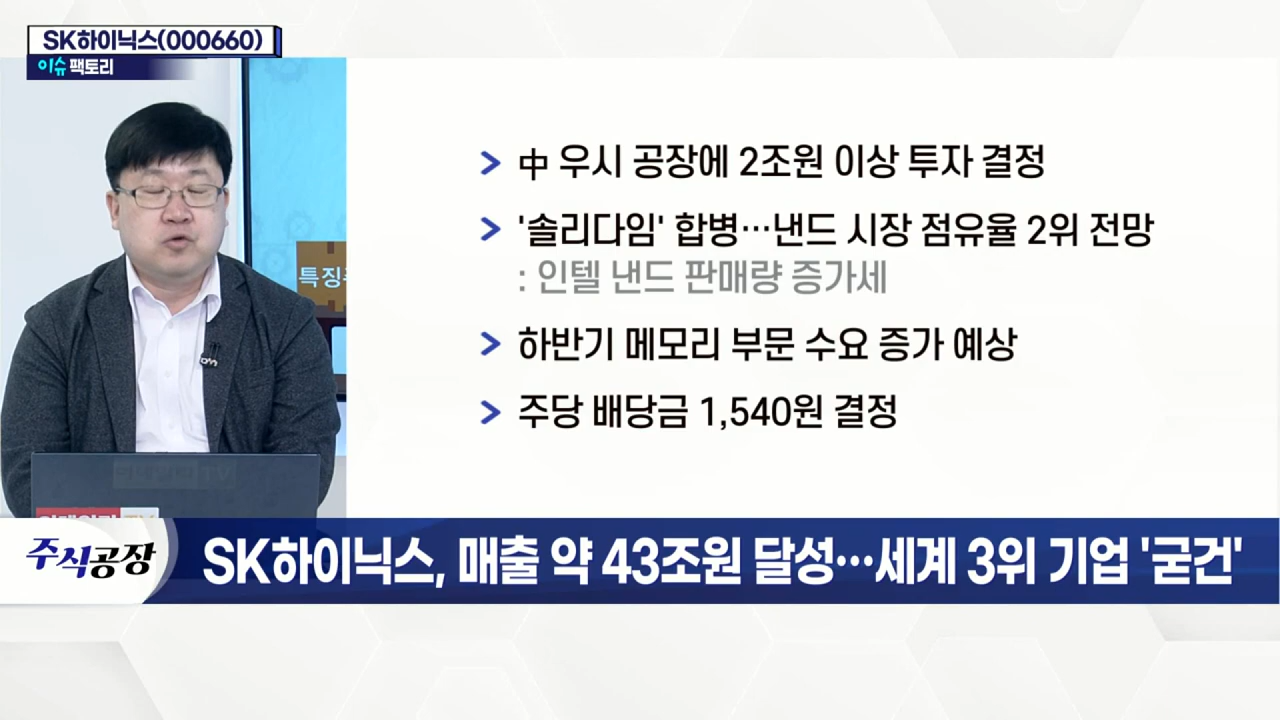 SK하이닉스(000660)
이슈 팩토리
中 우시 공장에 2조원 이상 투자 결정
'솔리다임' 합병…낸드 시장 점유율 2위 전망
: 인텔 낸드 판매량 증가세
하반기 메모리 부문 수요 증가 예상
주당 배당금 1,540원 결정
특징
주식공장
SK하이닉스, 매출 약 43조원 달성…세계 3위 기업 '굳건'